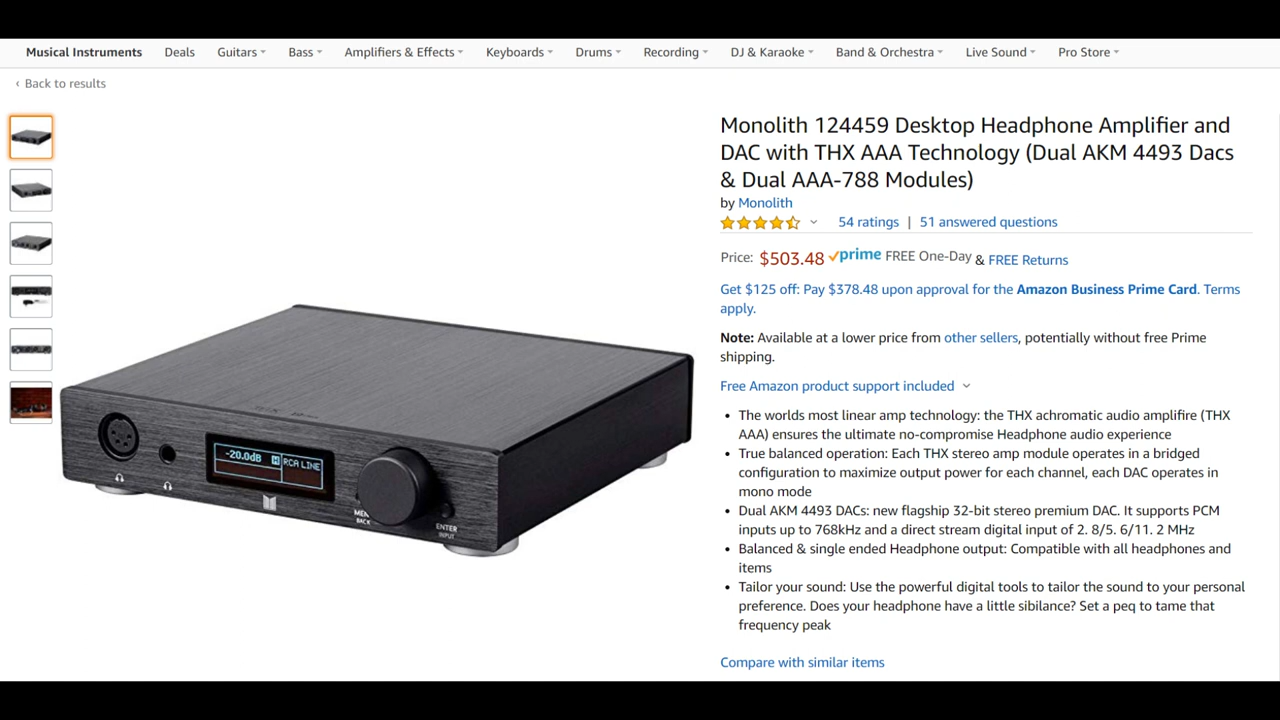 Musical Instruments Deals Guitars Bass Amplifiers & Effects Keyboards Drums Recording DJ & Karaoke Band & Orchestra Live Sound Pro Store
‹ Back to results
Monolith 124459 Desktop Headphone Amplifier and
DAC with THX AAA Technology (Dual AKM 4493 Dacs
& Dual AAA-788 Modules)
by Monolith
54 ratings | 51 answered questions
Price: $503.48 prime FREE One-Day & FREE Returns
Get $125 off: Pay $378.48 upon approval for the Amazon Business Prime Card. Terms
apply.
Note: Available at a lower price from other sellers, potentially without free Prime
shipping.
Free Amazon product support included
• The worlds most linear amp technology: the THX achromatic audio amplifire (THX
AAA) ensures the ultimate no-compromise Headphone audio experience
• True balanced operation: Each THX stereo amp module operates in a bridged
configuration to maximize output power for each channel, each DAC operates in
mono mode
• Dual AKM 4493 DACs: new flagship 32-bit stereo premium DAC. It supports PCM
inputs up to 768kHz and a direct stream digital input of 2. 8/5. 6/11. 2 MHz
• Balanced & single ended Headphone output: Compatible with all headphones and
items
• Tailor your sound: Use the powerful digital tools to tailor the sound to your personal
preference. Does your headphone have a little sibilance? Set a peq to tame that
frequency peak
Compare with similar items
-20.0dB H RCA LINE
BACK
ENTER
INPUT